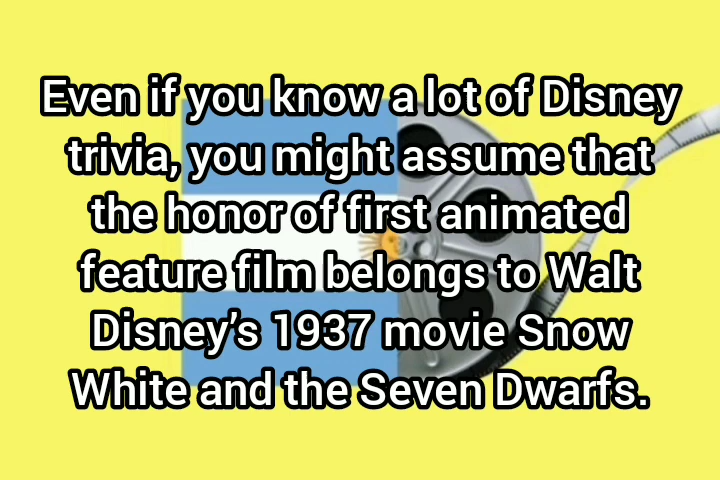 Even if you know a lot of Disney
trivia, you might assume that
the honor of first animated
feature film belongs to Walt
Disney’s 1937 movie Snow
White and the Seven Dwarfs.